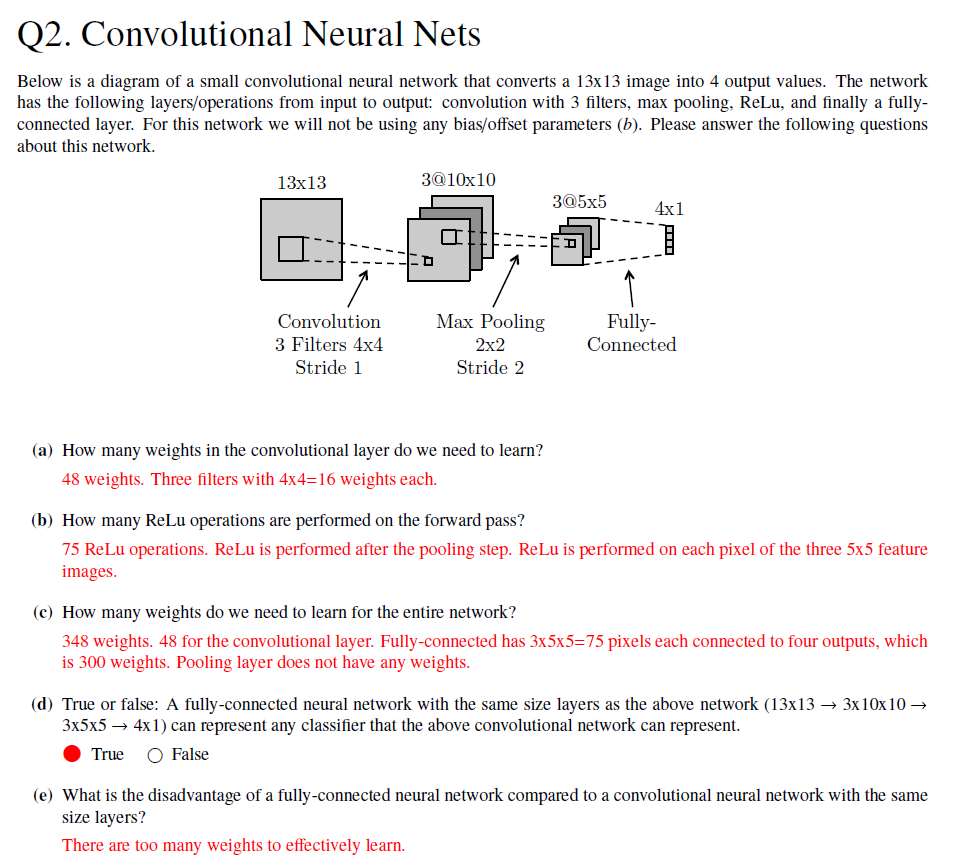 Q2. Convolutional Neural Nets
Below is a diagram of a small convolutional neural network that converts a 13x13 image into 4 output values. The network
has the following layers/operations from input to output: convolution with 3 filters, max pooling, ReLu, and finally a fully-
connected layer. For this network we will not be using any bias/offset parameters (b). Please answer the following questions
about this network.
13x13
3@10x10
3@5x5
4x1
Convolution
3 Filters 4x4
Stride 1
Max Pooling
2x2
Stride 2
Fully-
Connected
(a) How many weights in the convolutional layer do we need to learn?
48 weights. Three filters with 4x4=16 weights each.
(b) How many ReLu operations are performed on the forward pass?
75 ReLu operations. ReLu is performed after the pooling step. ReLu is performed on each pixel of the three 5x5 feature
images.
(c) How many weights do we need to learn for the entire network?
348 weights. 48 for the convolutional layer. Fully-connected has 3x5x5=75 pixels each connected to four outputs, which
is 300 weights. Pooling layer does not have any weights.
(d) True or false: A fully-connected neural network with the same size layers as the above network (13x13 → 3x10x10 →
3x5x5 → 4x1) can represent any classifier that the above convolutional network can represent.
True False
(e) What is the disadvantage of a fully-connected neural network compared to a convolutional neural network with the same
size layers?
There are too many weights to effectively learn.